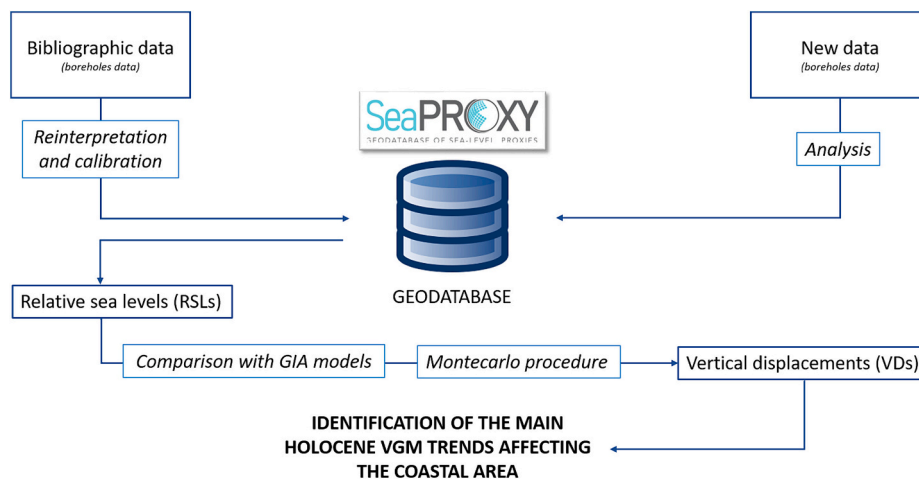 Bibliographic data
(boreholes data)
New data
(boreholes data)
SeaPROXY
GEODATABASE OF SEA-LEVEL PROXIES
Reinterpretation
and calibration
Analysis
GEODATABASE
Relative sea levels (RSLs)
Comparison with GIA models
Montecarlo procedure
Vertical displacements (VDs)
IDENTIFICATION OF THE MAIN
HOLOCENE VGM TRENDS AFFECTING
THE COASTAL AREA